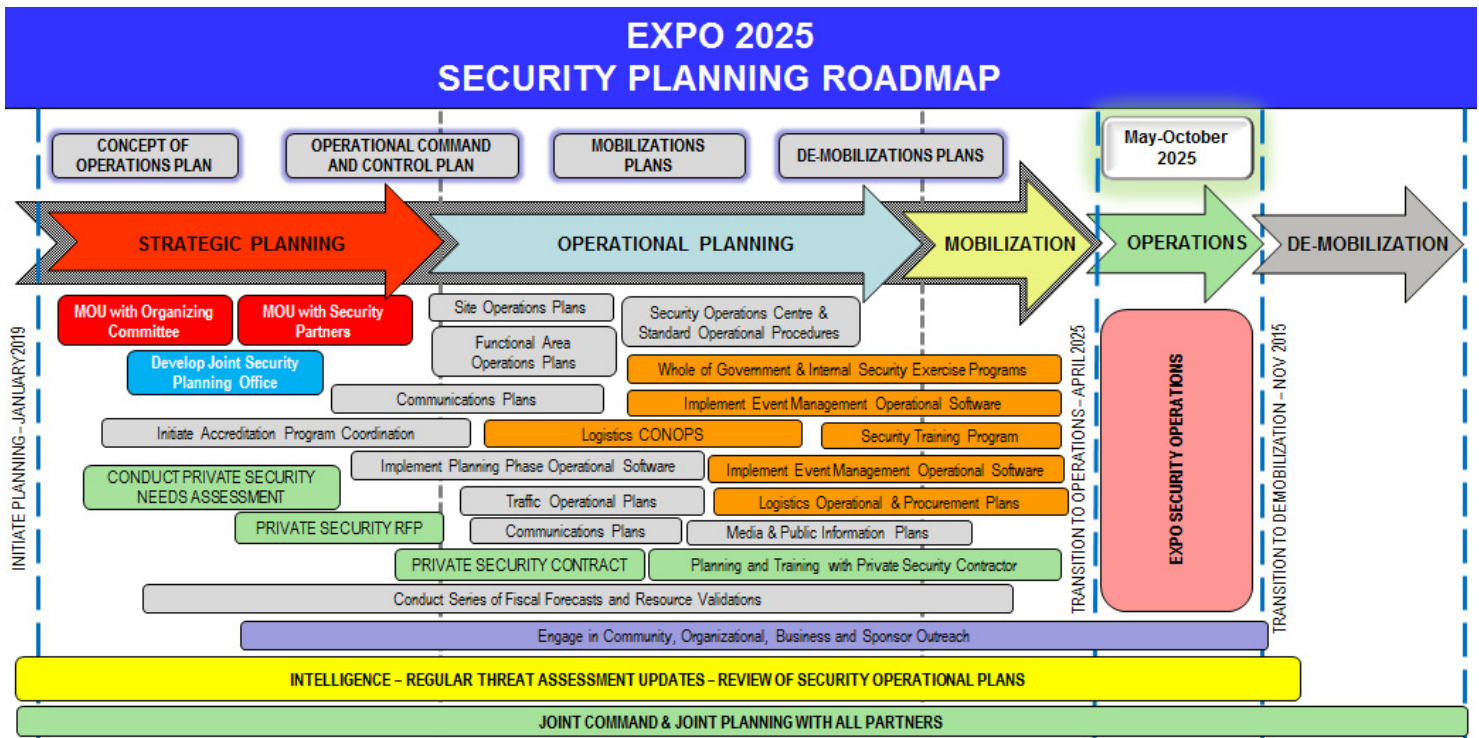 EXPO 2025
SECURITY PLANNING ROADMAP
CONCEPT OF
OPERATIONS PLAN
OPERATIONAL COMMAND
AND CONTROL PLAN
MOBILIZATIONS
PLANS
DE-MOBILIZATIONS PLANS
May-October
2025
STRATEGIC PLANNING
OPERATIONAL PLANNING
MOBILIZATION
OPERATIONS
DE-MOBILIZATION
INITIATE PLANNING – JANUARY 2019
MOU with Organizing
Committee
MOU with Security
Partners
Site Operations Plans
Security Operations Centre &
Standard Operational Procedures
Functional Area
Operations Plans
Develop Joint Security
Planning Office
Whole of Government & Internal Security Exercise Programs
Communications Plans
Implement Event Management Operational Software
Initiate Accreditation Program Coordination
Logistics CONOPS
Security Training Program
Implement Planning Phase Operational Software
Implement Event Management Operational Software
CONDUCT PRIVATE SECURITY
NEEDS ASSESSMENT
Traffic Operational Plans
Logistics Operational & Procurement Plans
PRIVATE SECURITY RFP
Communications Plans
Media & Public Information Plans
PRIVATE SECURITY CONTRACT
Planning and Training with Private Security Contractor
Conduct Series of Fiscal Forecasts and Resource Validations
TRANSITION TO OPERATIONS – APRIL 2025
EXPO SECURITY OPERATIONS
TRANSITION TO DEMOBILIZATION – NOV 2015
Engage in Community, Organizational, Business and Sponsor Outreach
INTELLIGENCE – REGULAR THREAT ASSESSMENT UPDATES – REVIEW OF SECURITY OPERATIONAL PLANS
JOINT COMMAND & JOINT PLANNING WITH ALL PARTNERS